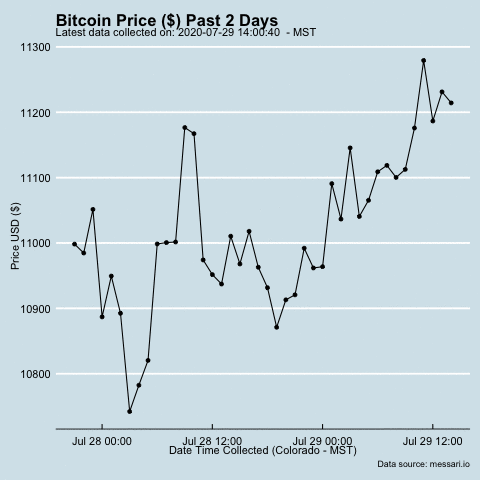 Bitcoin Price ($) Past 2 Days
Latest data collected on: 2020-07-29 14:00:40  - MST
11300
11200
11100
11000
10900
10800
Price USD ($)
Jul 28 00:00 Jul 28 12:00 Jul 29 00:00 Jul 29 12:00
Date Time Collected (Colorado - MST)
Data source: messari.io